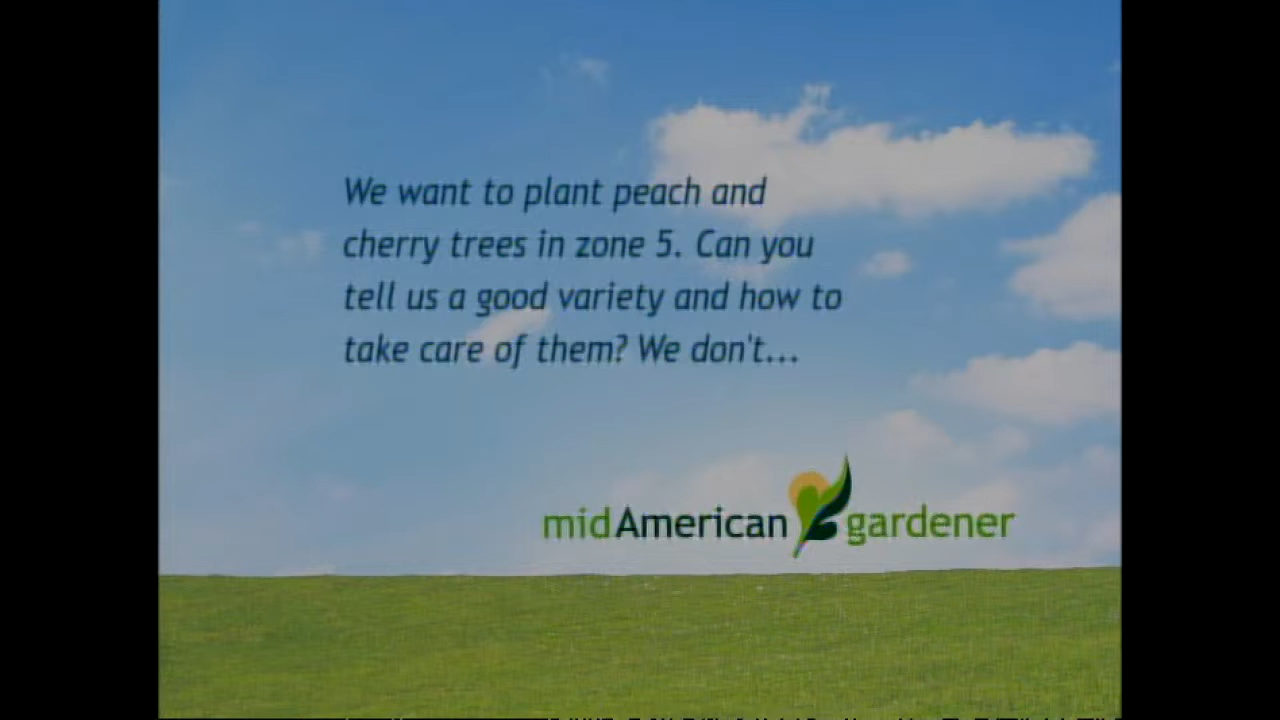 We want to plant peach and
cherry trees in zone 5. Can you
tell us a good variety and how to
take care of them? We don't...
midAmerican gardener